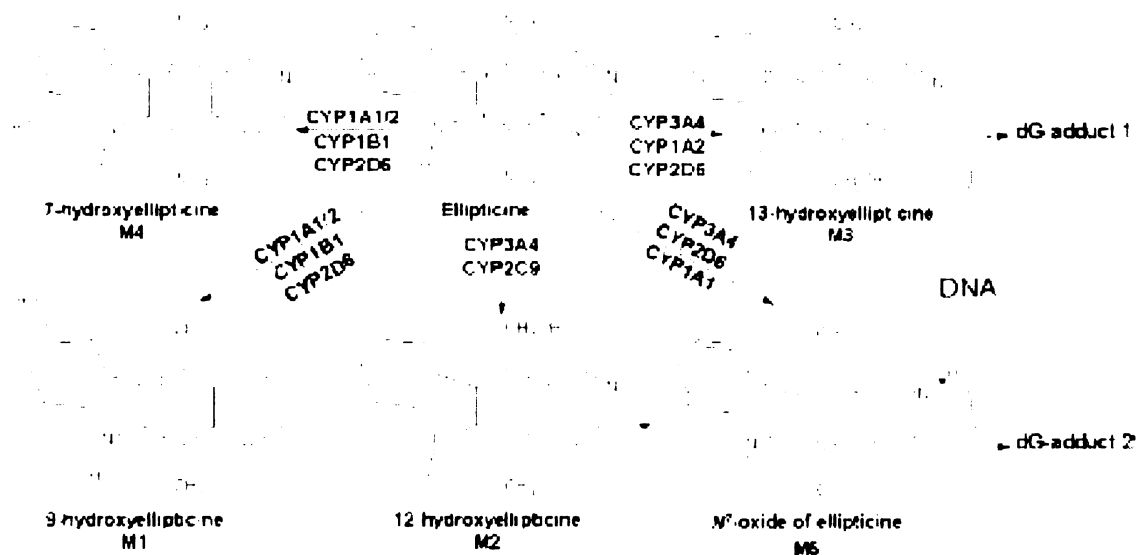 CYP1A1/2
CYP1B1
CYP2D6
CYP3A4
CYP1A2
CYP2D6
dG adduct 1
7-hydroxyellipticine
M4
Ellipticine
13-hydroxyellipticine
M3
CYP1A1/2
CYP1B1
CYP2D6
CYP3A4
CYP2C9
CYP3A4
CYP2D6
CYP1A1
DNA
dG-adduct 2
9-hydroxyellipticine
M1
12 hydroxyellipticine
M2
-oxide of ellipticine
M5